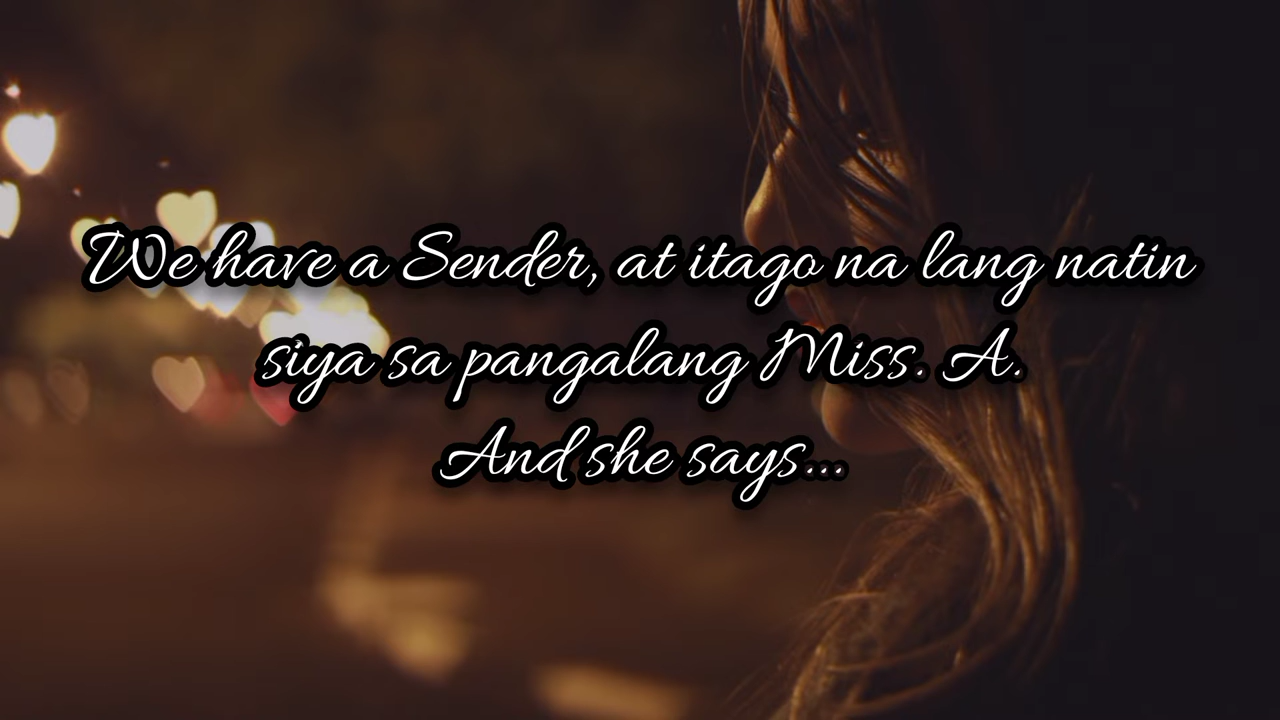 We have a Sender, at itago na lang natin
siya sa pangalang Miss. A.
And she says...